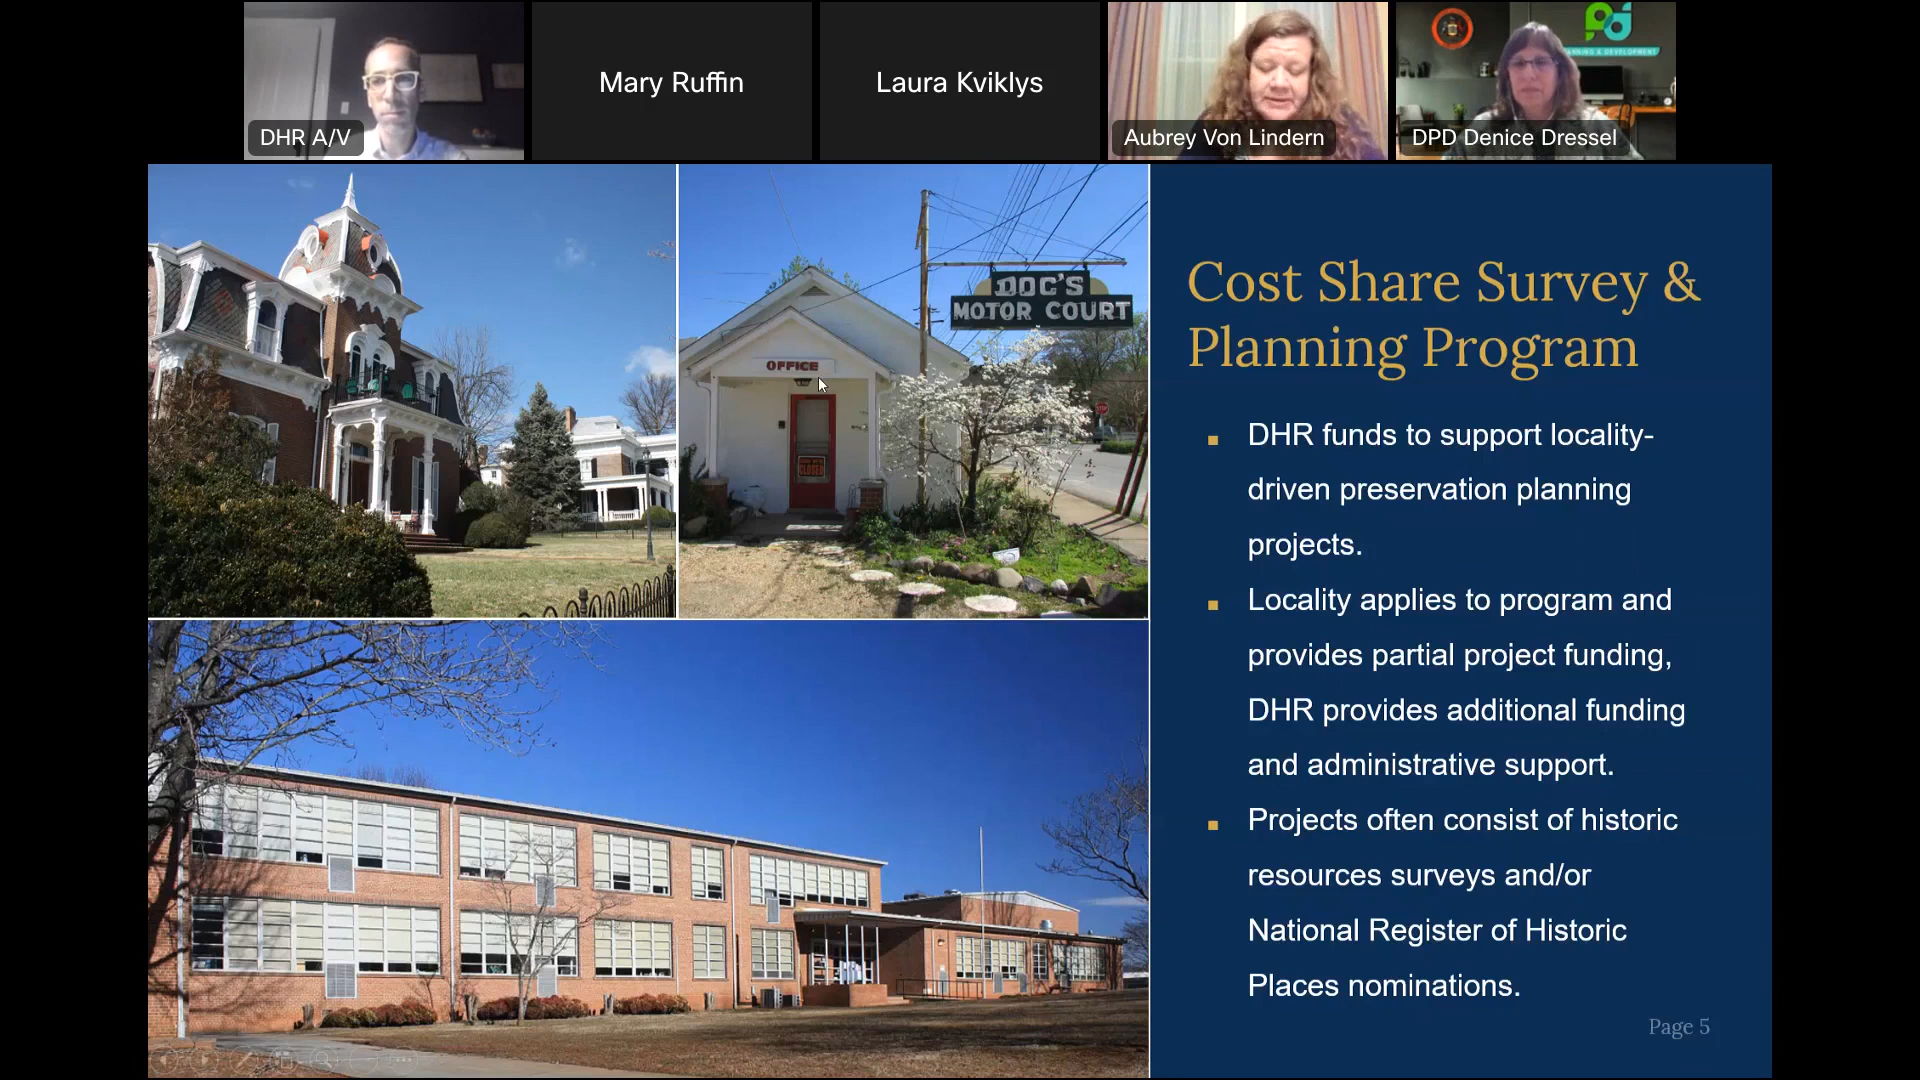 DHR A/V
Mary Ruffin
Laura Kviklys
Aubrey Von Lindern
DPD Denice Dressel
PLANNING & DEVELOPMENT
DOC'S
MOTOR COURT
OFFICE
CLOSED
Cost Share Survey &
Planning Program
DHR funds to support locality-
driven preservation planning
projects.
Locality applies to program and
provides partial project funding,
DHR provides additional funding
and administrative support.
Projects often consist of historic
resources surveys and/or
National Register of Historic
Places nominations.
Page 5